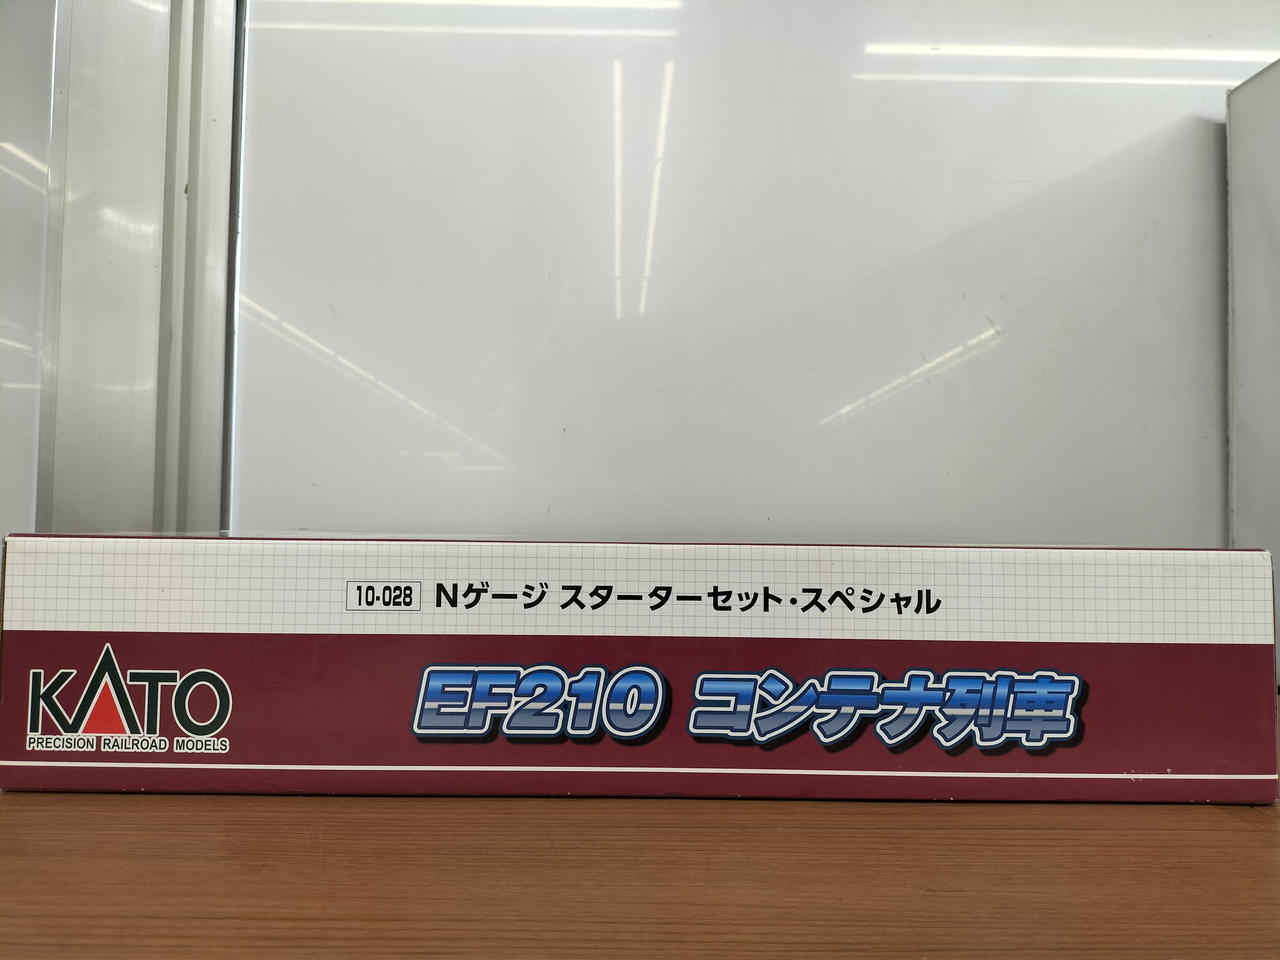 10-028 Nゲージ スターターセット・スペシャル
KATO
PRECISION RAILROAD MODELS
EF210 コンテナ列車